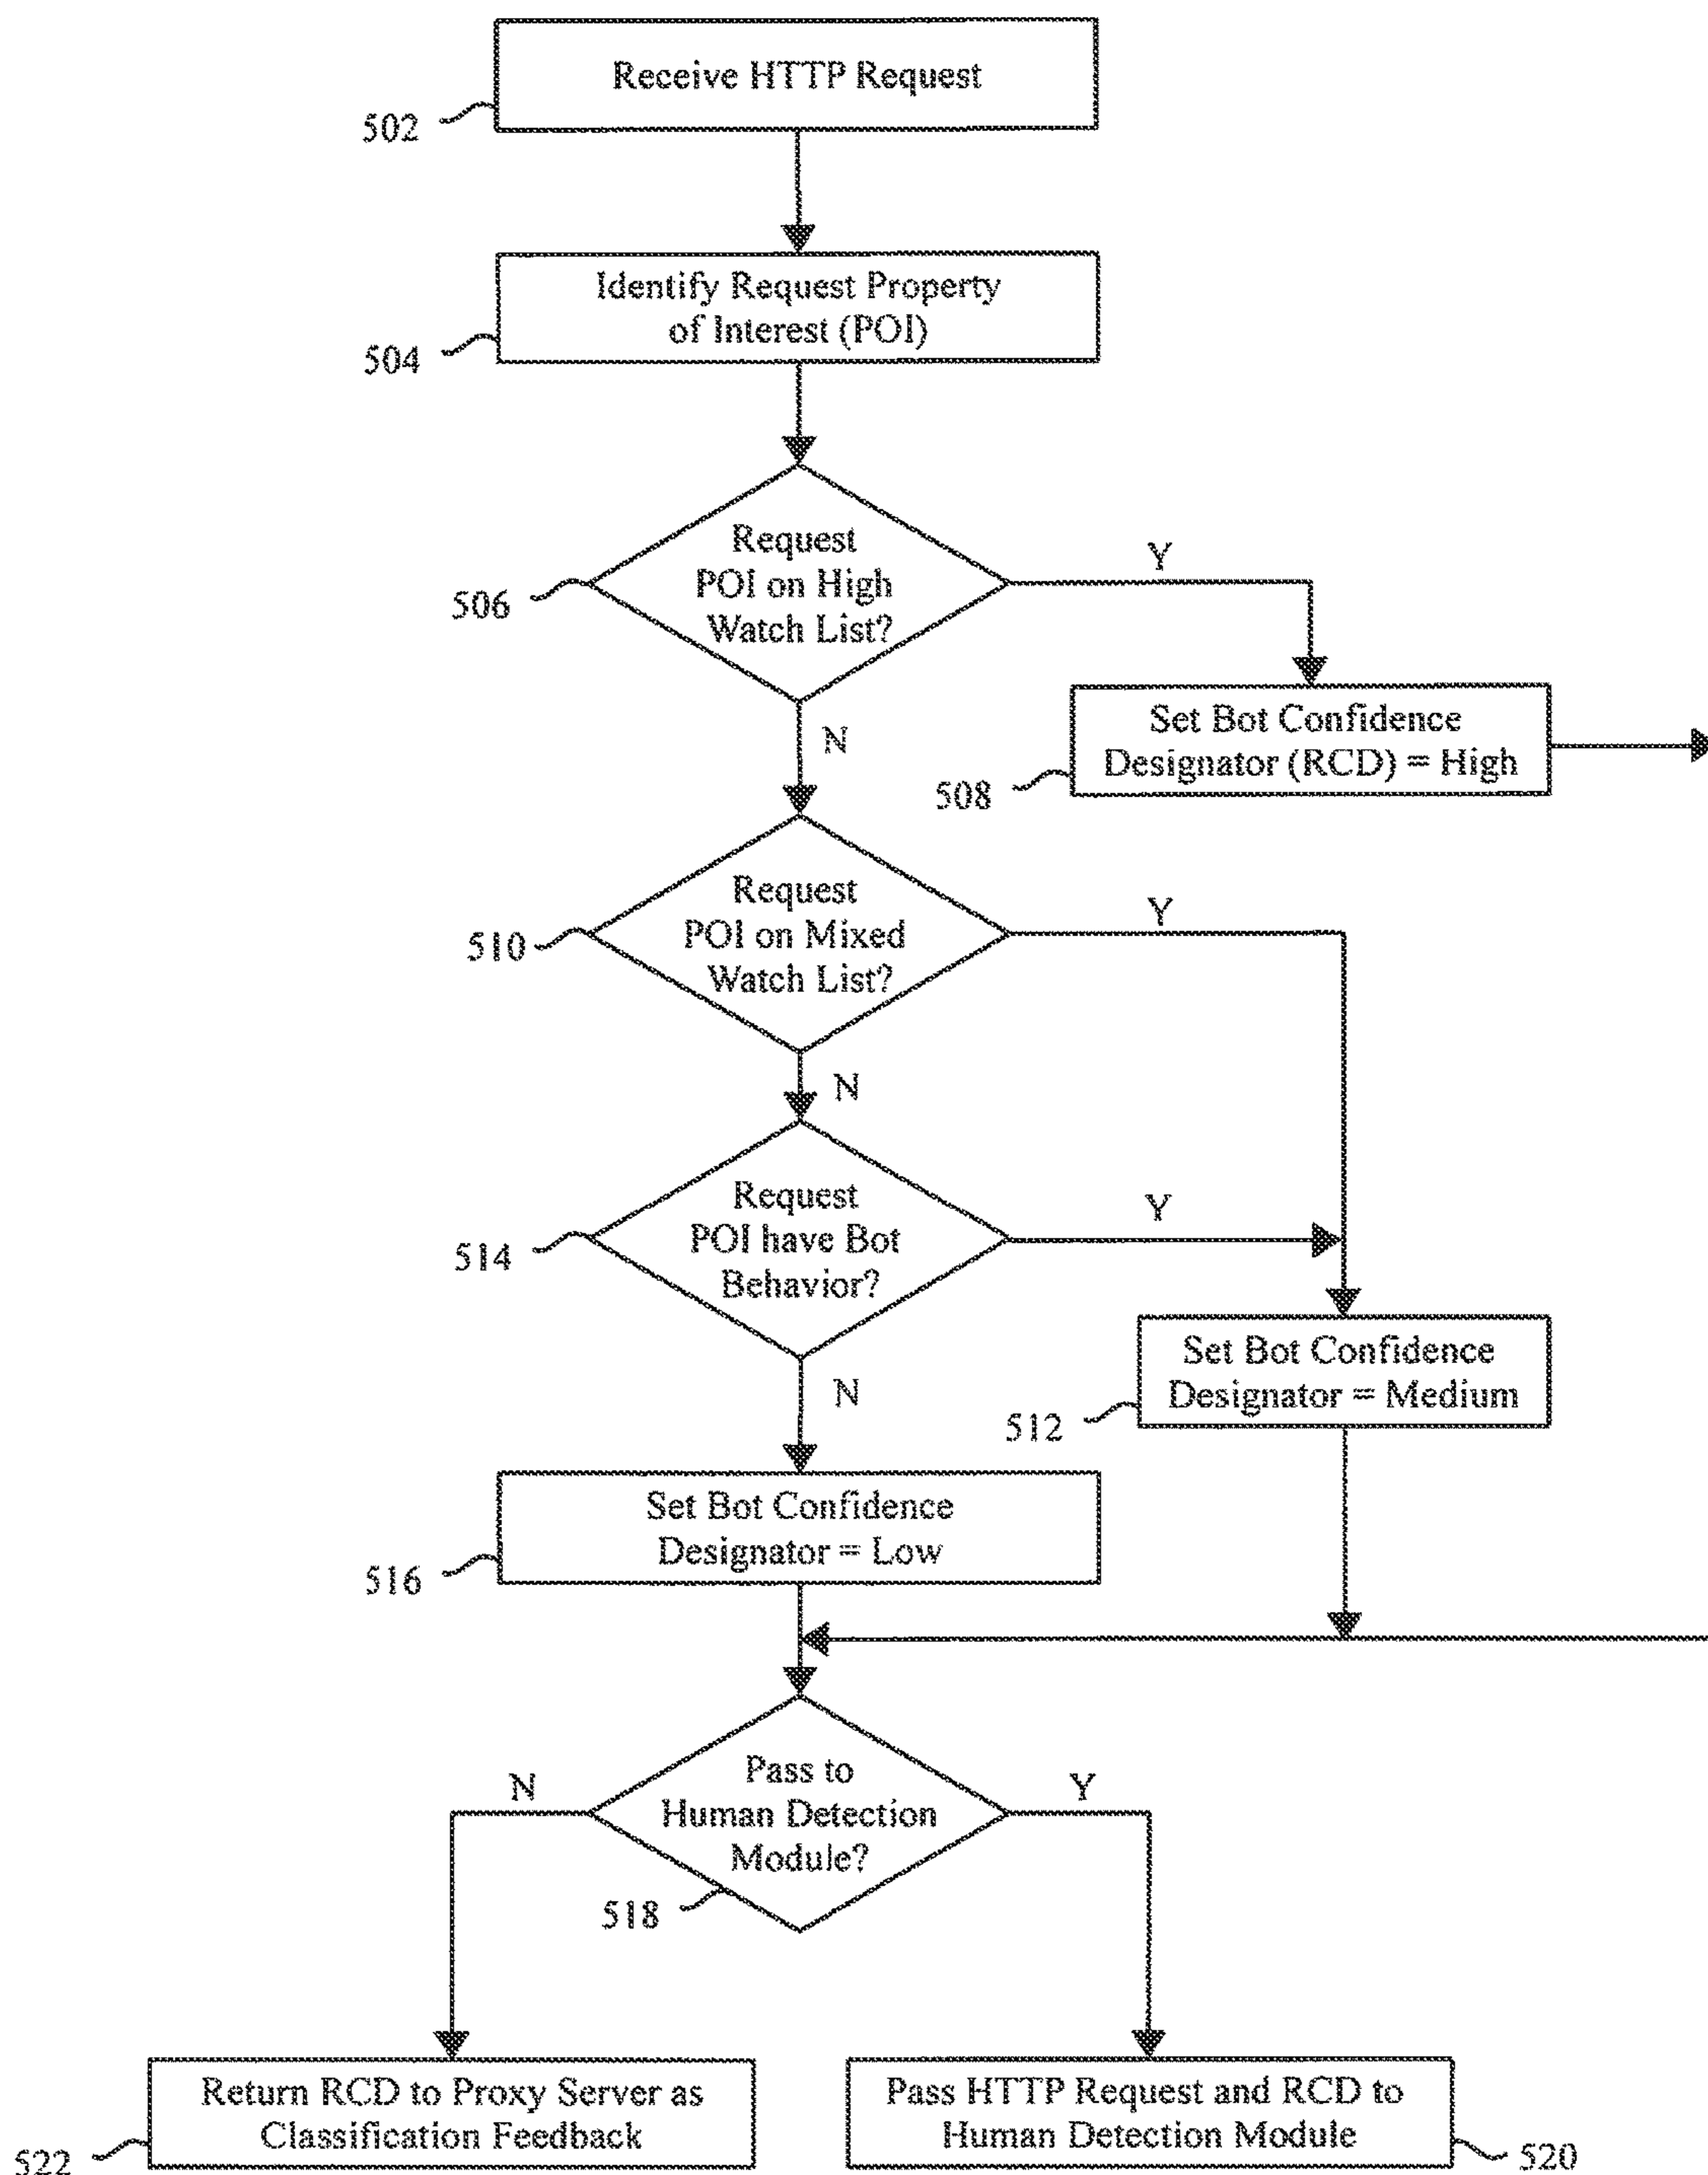 Receive HTTP Request
502
Identify Request Property
of Interest (POI)
504
Request
POI on High
Watch List?
506
Y
N
Set Bot Confidence
Designator (RCD) = High
508
Request
POI on Mixed
Watch List?
510
Y
N
Request
POI have Bot
Behavior?
514
Y
N
Set Bot Confidence
Designator = Medium
512
Set Bot Confidence
Designator = Low
516
Pass to
Human Detection
Module?
518
N
Y
Return RCD to Proxy Server as
Classification Feedback
522
Pass HTTP Request and RCD to
Human Detection Module
520